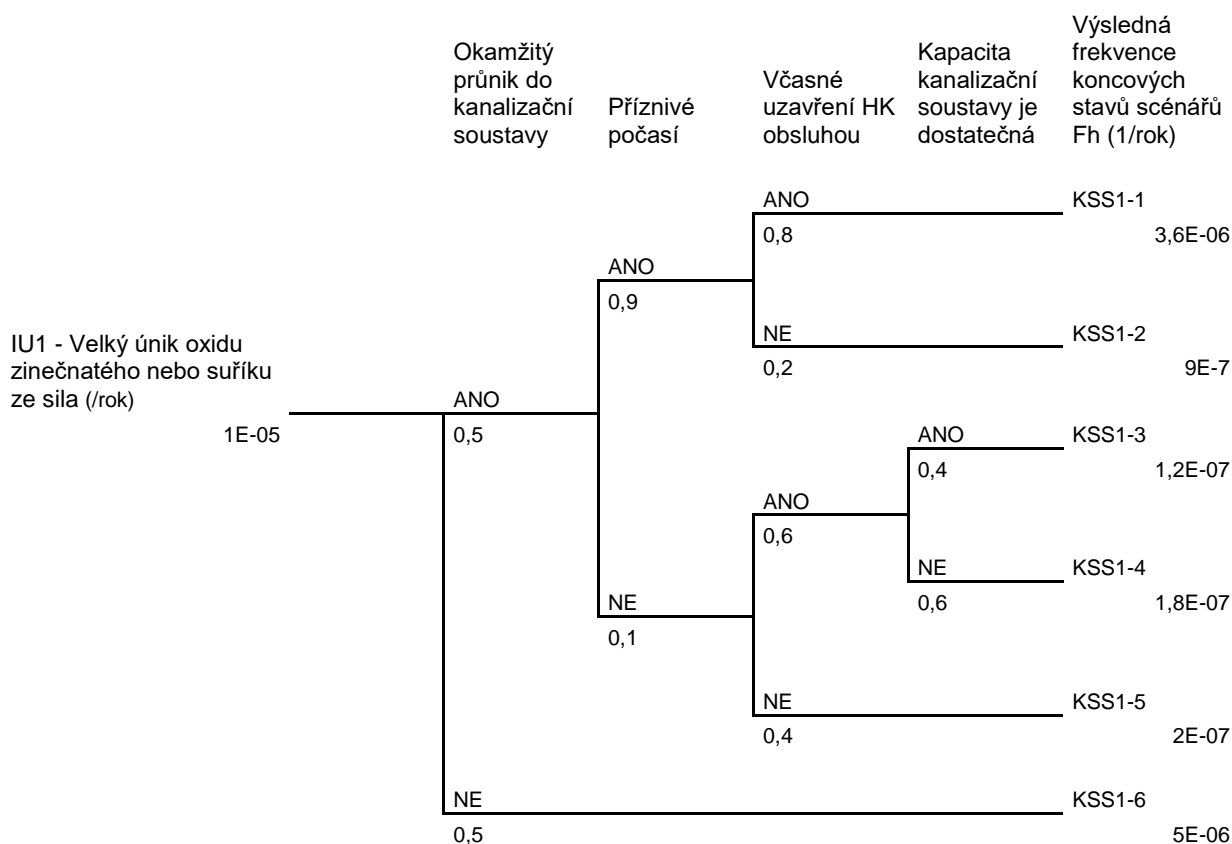 Okamžitý
průnik do
kanalizační
soustavy
Příznivé
počasí
Včasné
uzavření HK
obsluhou
Kapacita
kanalizační
soustavy je
dostatečná
Výsledná
frekvence
koncových
stavů scénářů
Fh (1/rok)
ANO
0,8
KSS1-1
3,6E-06
ANO
0,9
NE
0,2
KSS1-2
9E-7
IU1 - Velký únik oxidu
zinečnatého nebo suříku
ze sila (/rok)
1E-05
ANO
0,5
ANO
0,4
KSS1-3
1,2E-07
ANO
0,6
NE
0,6
KSS1-4
1,8E-07
NE
0,1
NE
0,4
KSS1-5
2E-07
NE
0,5
KSS1-6
5E-06